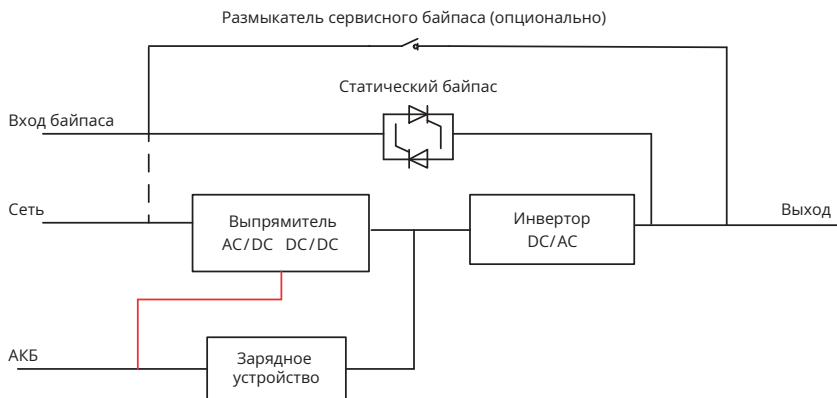 Размыкатель сервисного байпаса (опционально)
Статический байпас
Вход байпаса
Сеть
Выпрямитель
AC/DC DC/DC
Инвертор
DC/AC
Выход
АКБ
Зарядное
устройство